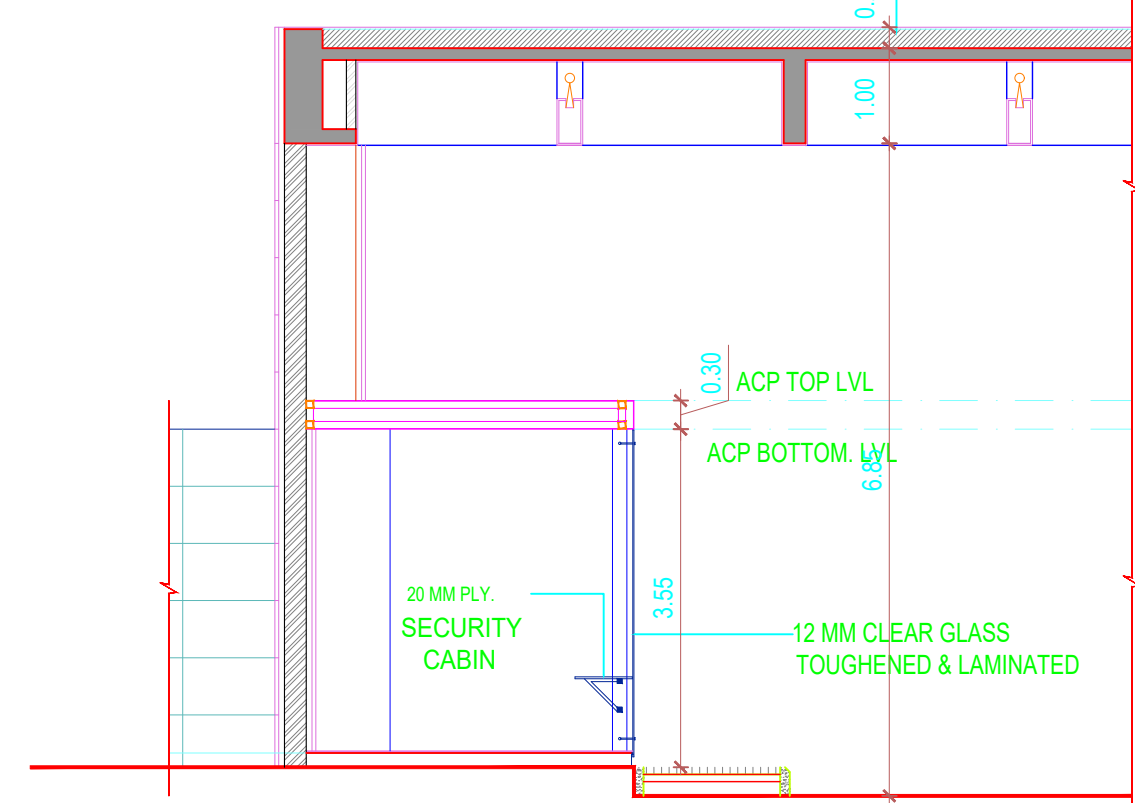 0.
1.00
0.30
ACP TOP LVL
ACP BOTTOM. LVL
6.85
3.55
20 MM PLY.
SECURITY
CABIN
12 MM CLEAR GLASS
TOUGHENED & LAMINATED